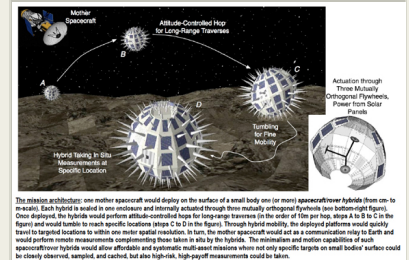 Mother
Spacecraft
Attitude-Controlled Hop
for Long-Range Traverses
A
B
C
Tumbling
for Fine
Mobility
D
Hybrid Taking In Situ
Measurements at
Specific Location
Actuation through
Three Mutually
Orthogonal Flywheels,
Power from Solar
Panels
The mission architecture: one mother spacecraft would deploy on the surface of a small body one (or more) spacecraft/rover hybrids (from cm- to
m-scale). Each hybrid is sealed in one enclosure and internally actuated through three mutually orthogonal flywheels (see bottom-right figure).
Once deployed, the hybrids would perform attitude-controlled hops for long-range traverses (in the order of 10m per hop, steps A to B to C in the
figure) and would tumble to reach specific locations (steps C to D in the figure). Through hybrid mobility, the deployed platforms would quickly
travel to targeted locations to within one meter spatial resolution. In turn, the mother spacecraft would act as a communication relay to Earth and
would perform remote measurements complementing those taken in situ by the hybrids. The minimalism and motion capabilities of such
spacecraft/rover hybrids would allow affordable and systematic multi-asset missions where not only specific targets on small bodies' surface could
be closely observed, sampled, and cached, but also high-risk, high-payoff measurements could be taken.